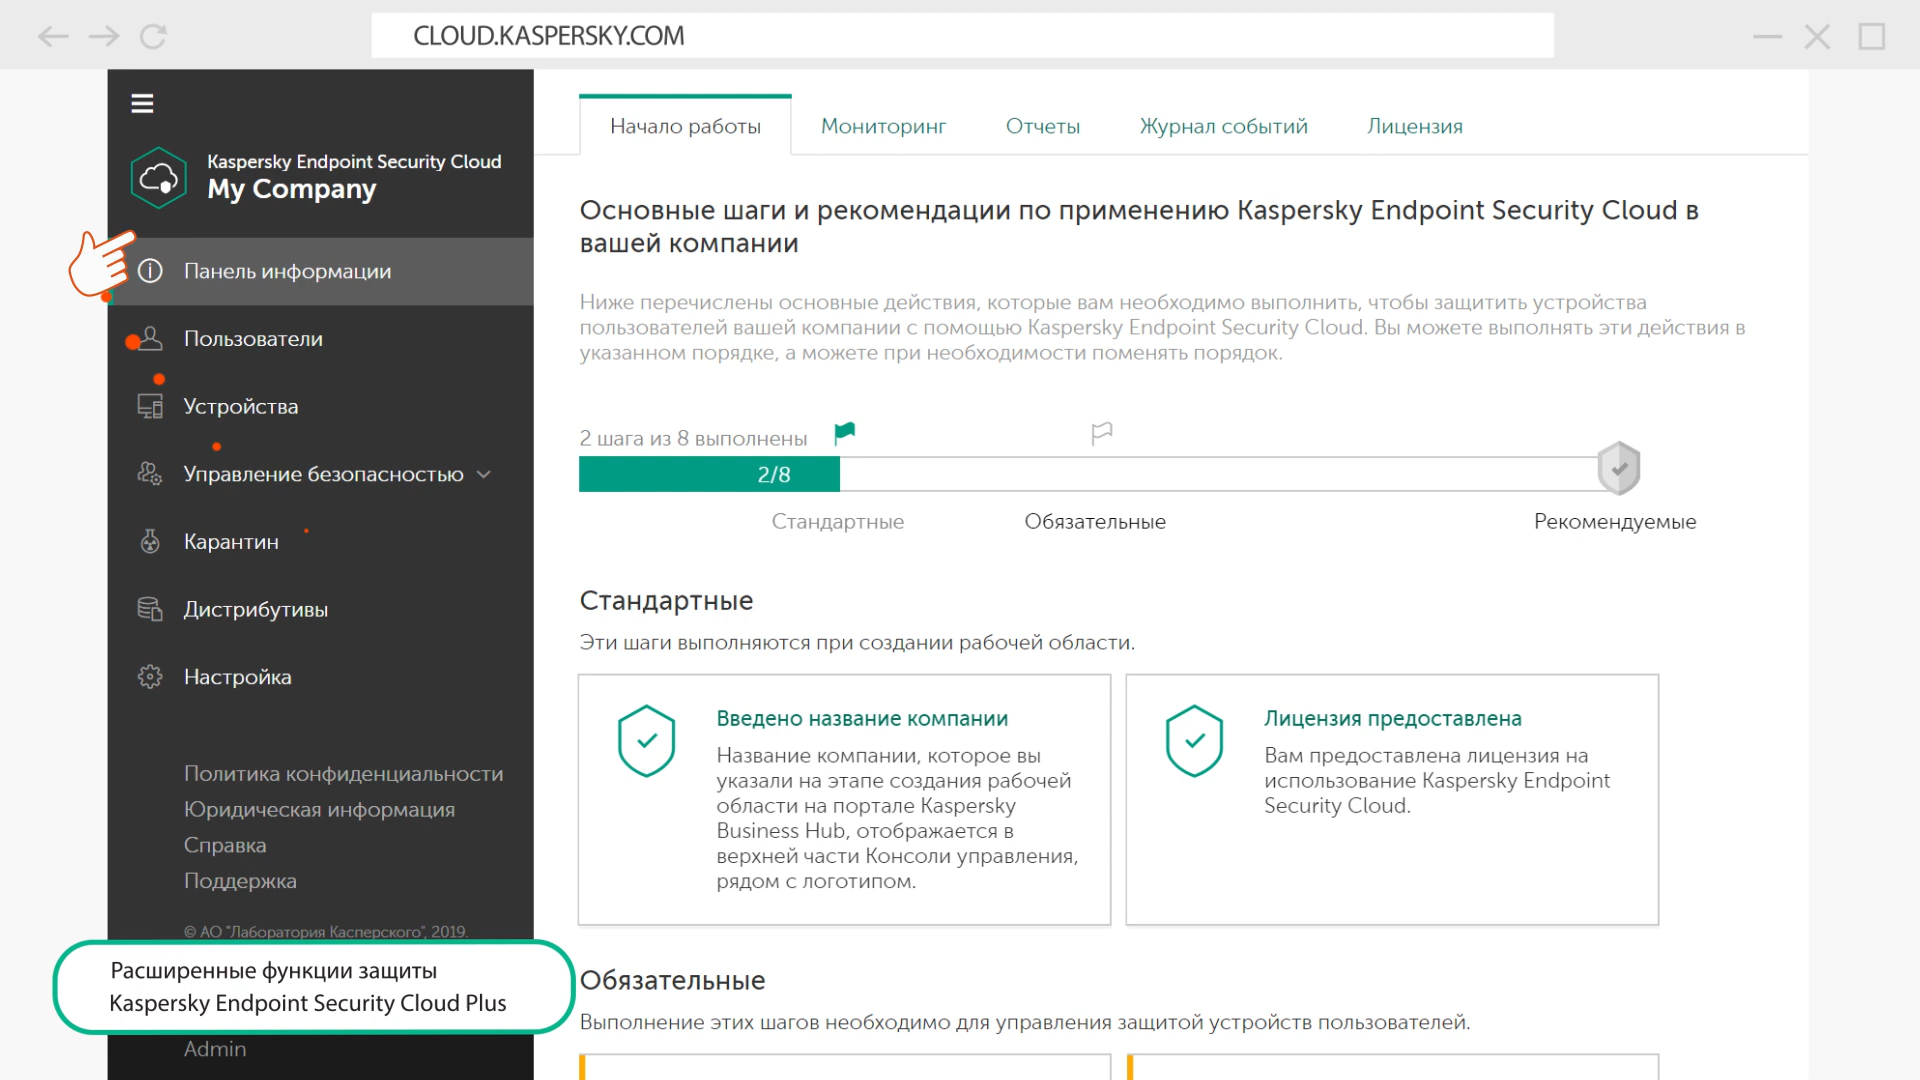 CLOUD.KASPERSKY.COM
Kaspersky Endpoint Security Cloud
My Company
Панель информации
Пользователи
Устройства
Управление безопасностью
Карантин
Дистрибутивы
Настройка
Политика конфиденциальности
Юридическая информация
Справка
Поддержка
© АО "Лаборатория Касперского", 2019.
Расширенные функции защиты
Kaspersky Endpoint Security Cloud Plus
Admin
Начало работы
Мониторинг
Отчеты
Журнал событий
Лицензия
Основные шаги и рекомендации по применению Kaspersky Endpoint Security Cloud в
вашей компании
Ниже перечислены основные действия, которые вам необходимо выполнить, чтобы защитить устройства
пользователей вашей компании с помощью Kaspersky Endpoint Security Cloud. Вы можете выполнять эти действия в
указанном порядке, а можете при необходимости поменять порядок.
2 шага из 8 выполнены
2/8
Стандартные
Обязательные
Рекомендуемые
Стандартные
Эти шаги выполняются при создании рабочей области.
Введено название компании
Название компании, которое вы
указали на этапе создания рабочей
области на портале Kaspersky
Business Hub, отображается в
верхней части Консоли управления,
рядом с логотипом.
Лицензия предоставлена
Вам предоставлена лицензия на
использование Kaspersky Endpoint
Security Cloud.
Обязательные
Выполнение этих шагов необходимо для управления защитой устройств пользователей.